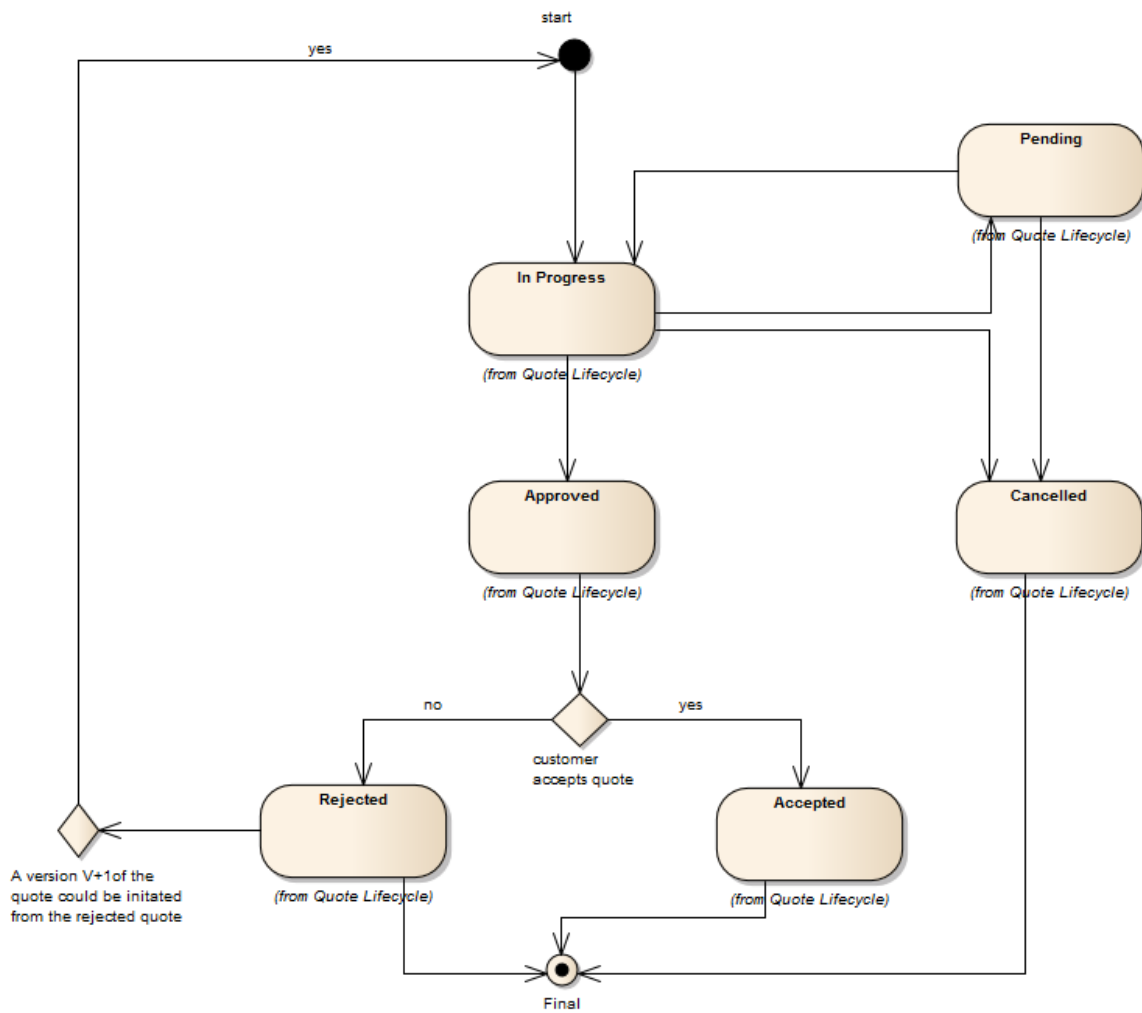 start
yes
Pending
(from Quote Lifecycle)
In Progress
(from Quote Lifecycle)
Approved
(from Quote Lifecycle)
Cancelled
(from Quote Lifecycle)
no
yes
customer
accepts quote
Rejected
(from Quote Lifecycle)
Accepted
(from Quote Lifecycle)
A version V+1of the
quote could be initated
from the rejected quote
Final